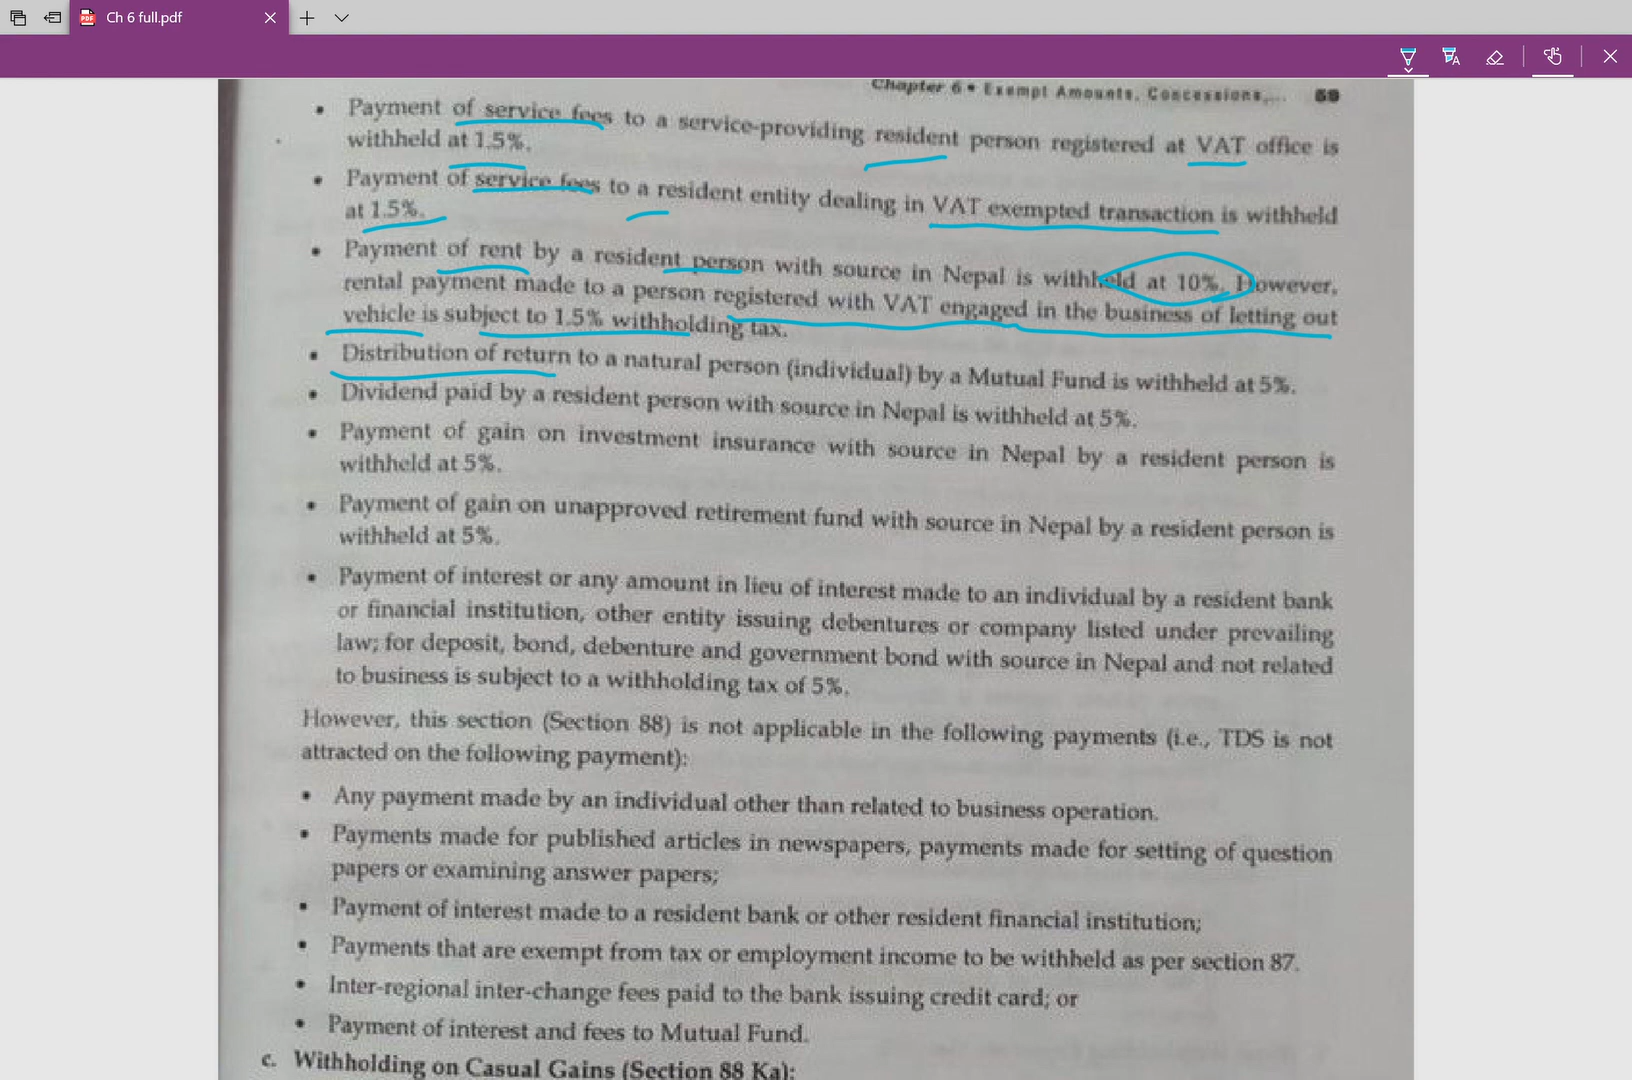 Ch 6 full.pdf
Chapter 6 • Exempt Amounts, Concessions,... 59
• Payment of service fees to a service-providing resident person registered at VAT office is
withheld at 1.5%.
• Payment of service fees to a resident entity dealing in VAT exempted transaction is withheld
at 1.5%.
• Payment of rent by a resident person with source in Nepal is withheld at 10%. However,
rental payment made to a person registered with VAT engaged in the business of letting out
vehicle is subject to 1.5% withholding tax.
• Distribution of return to a natural person (individual) by a Mutual Fund is withheld at 5%.
• Dividend paid by a resident person with source in Nepal is withheld at 5%.
• Payment of gain on investment insurance with source in Nepal by a resident person is
withheld at 5%.
• Payment of gain on unapproved retirement fund with source in Nepal by a resident person is
withheld at 5%.
• Payment of interest or any amount in lieu of interest made to an individual by a resident bank
or financial institution, other entity issuing debentures or company listed under prevailing
law; for deposit, bond, debenture and government bond with source in Nepal and not related
to business is subject to a withholding tax of 5%.
However, this section (Section 88) is not applicable in the following payments (i.e., TDS is not
attracted on the following payment):
• Any payment made by an individual other than related to business operation.
• Payments made for published articles in newspapers, payments made for setting of question
papers or examining answer papers;
• Payment of interest made to a resident bank or other resident financial institution;
• Payments that are exempt from tax or employment income to be withheld as per section 87.
• Inter-regional inter-change fees paid to the bank issuing credit card; or
• Payment of interest and fees to Mutual Fund.
c. Withholding on Casual Gains (Section 88 Ka):